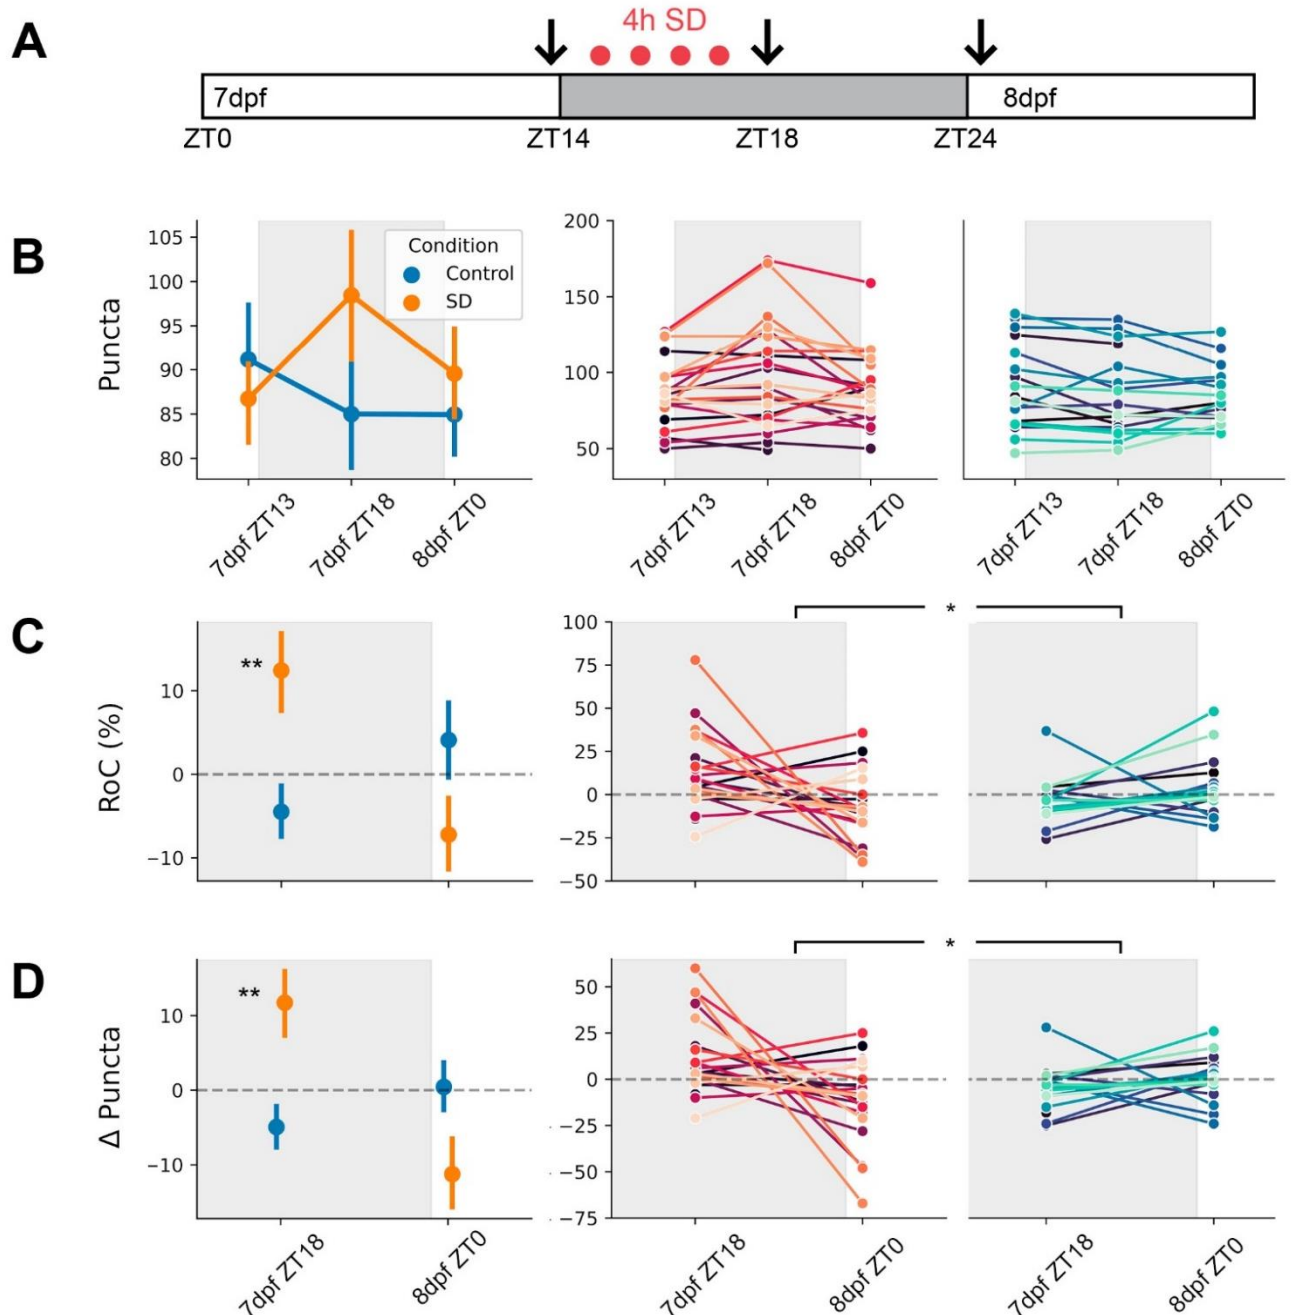 A
4h SD
7dpf
8dpf
ZT0
ZT14
ZT18
ZT24
B
Puncta
105
100
95
90
85
80
Condition
Control
SD
200
150
100
50
7dpf ZT13
7dpf ZT18
8dpf ZT0
7dpf ZT13
7dpf ZT18
8dpf ZT0
7dpf ZT13
7dpf ZT18
8dpf ZT0
C
RoC (%)
10
0
−10
**
100
75
50
25
0
−25
−50
*
D
Δ Puncta
10
0
−10
**
50
25
0
−25
−50
−75
*
7dpf ZT18
8dpf ZT0
7dpf ZT18
8dpf ZT0
7dpf ZT18
8dpf ZT0